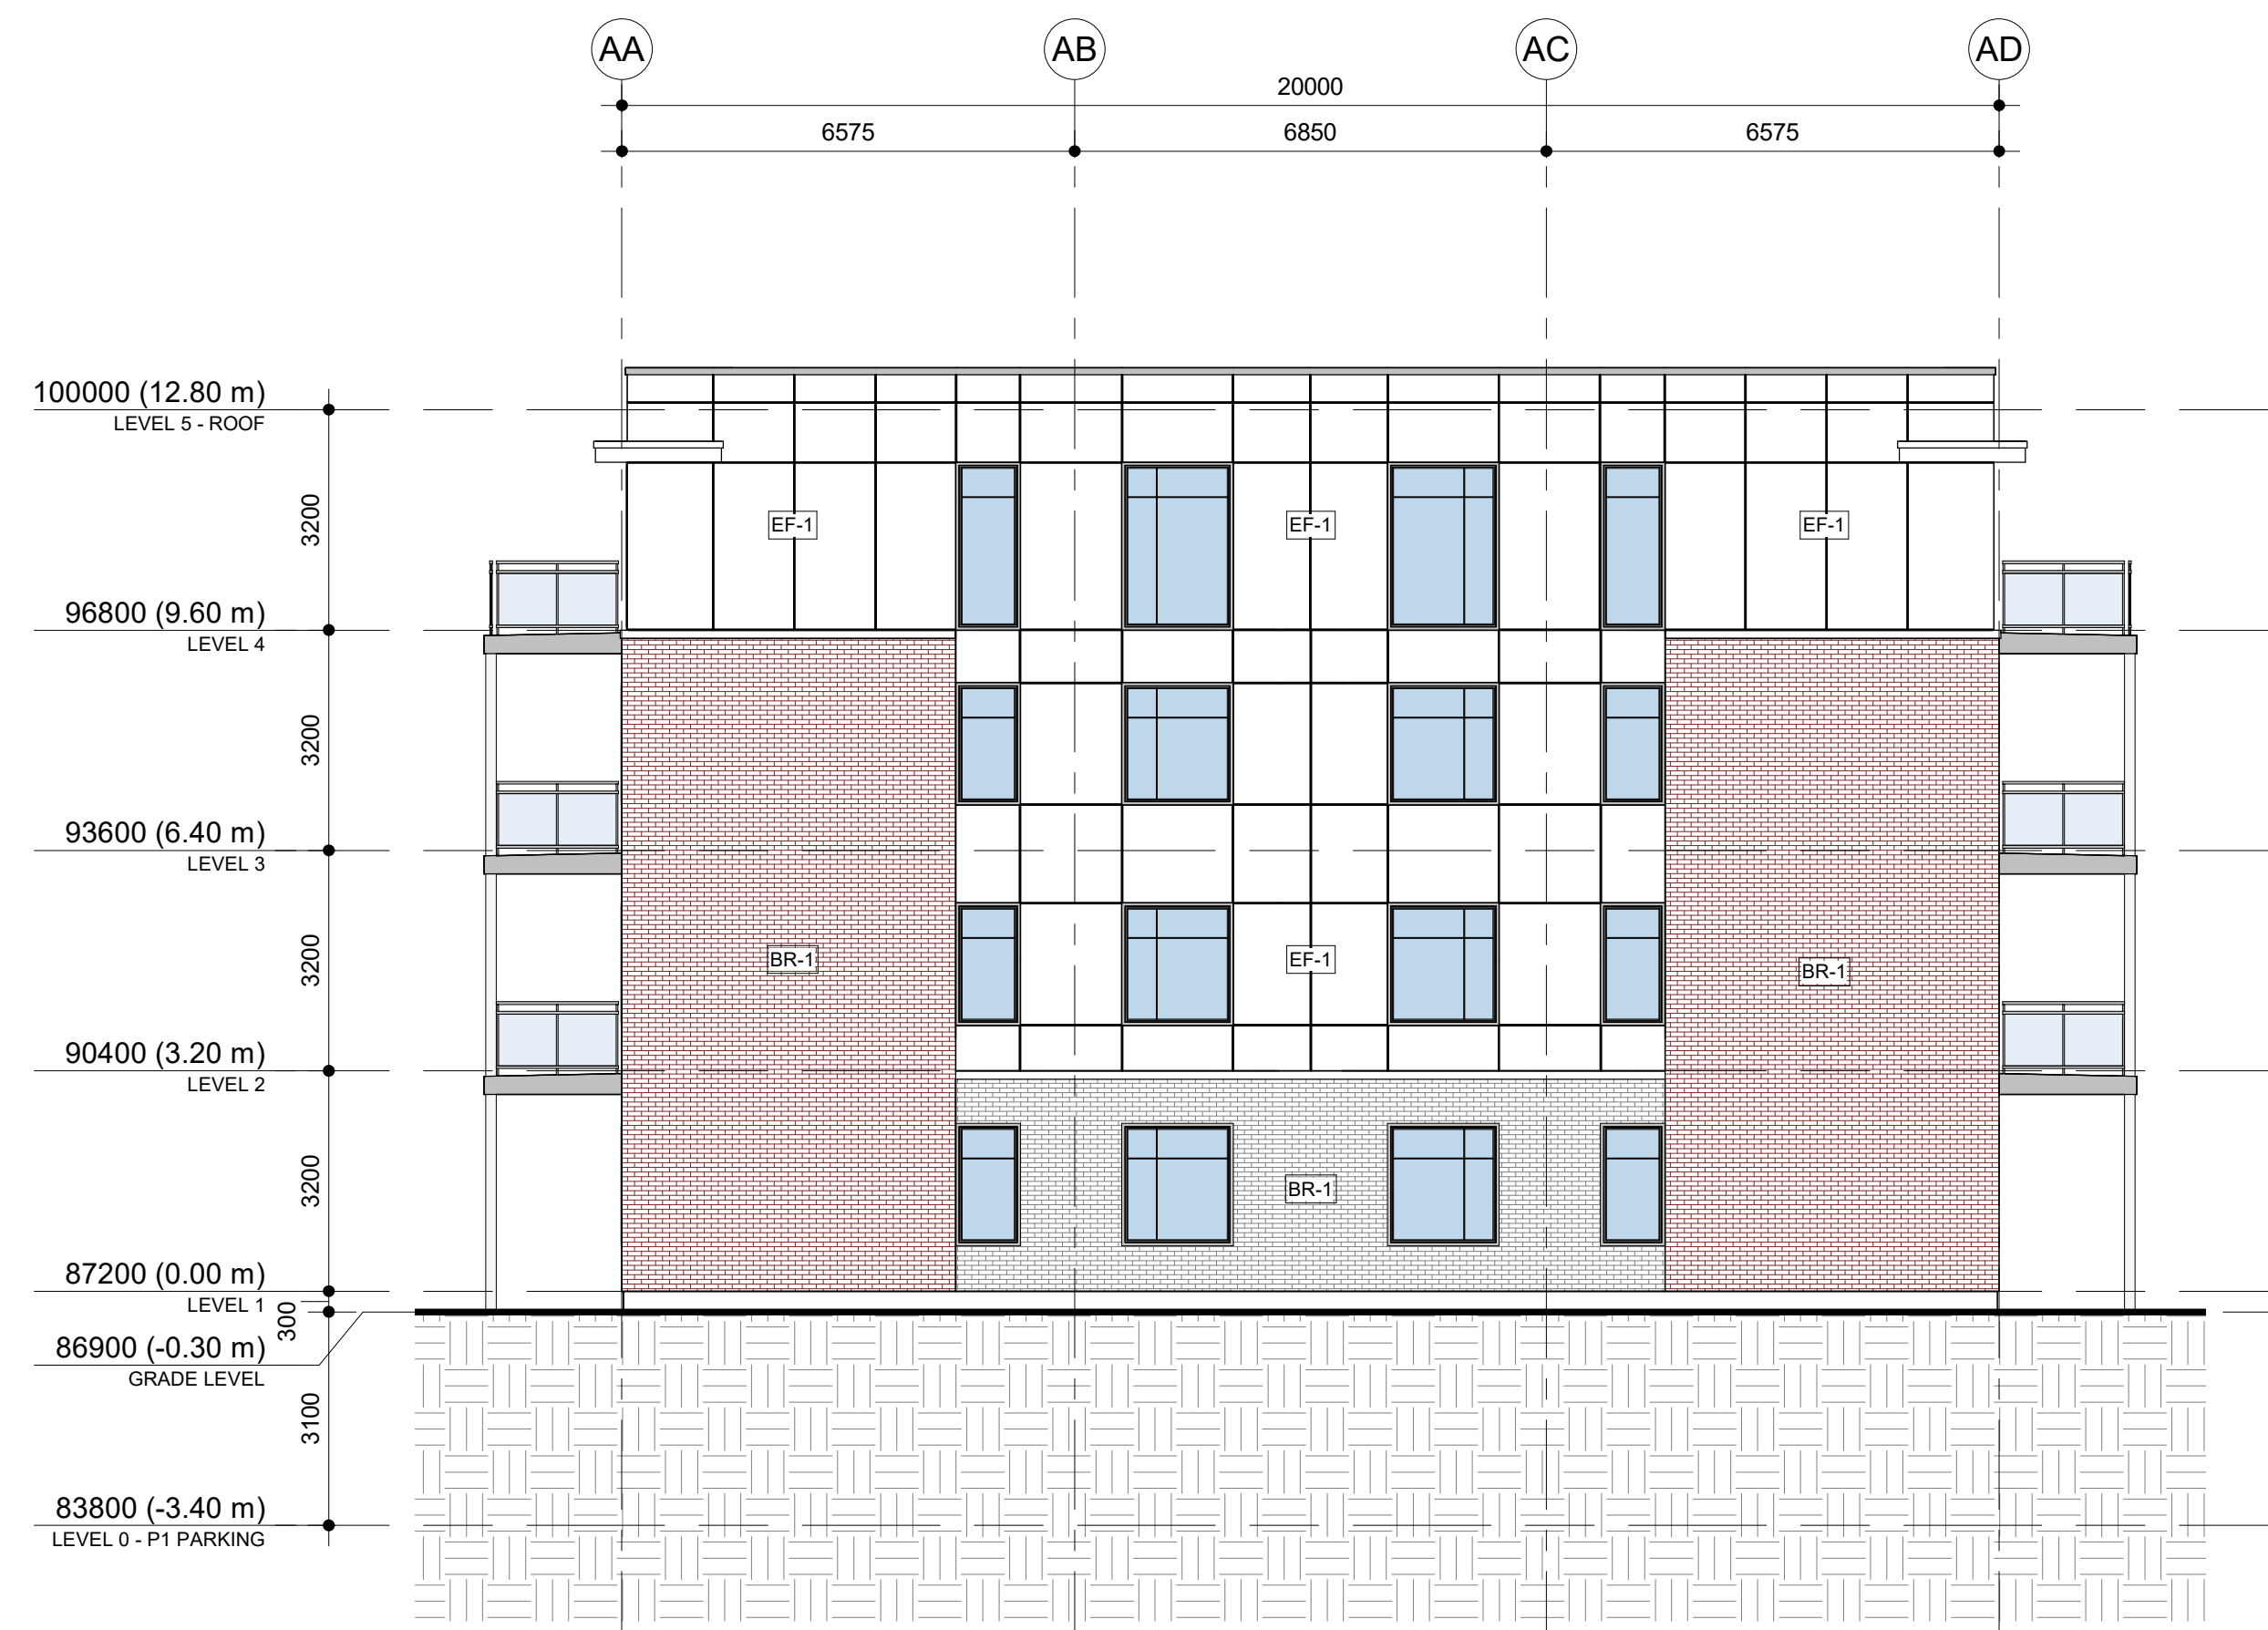 AA
AB
AC
AD
20000
6575
6850
6575
100000 (12.80 m)
LEVEL 5 - ROOF
3200
EF-1
EF-1
EF-1
96800 (9.60 m)
LEVEL 4
3200
93600 (6.40 m)
LEVEL 3
3200
BR-1
EF-1
BR-1
90400 (3.20 m)
LEVEL 2
3200
BR-1
87200 (0.00 m)
LEVEL 1
300
86900 (-0.30 m)
GRADE LEVEL
3100
83800 (-3.40 m)
LEVEL 0 - P1 PARKING